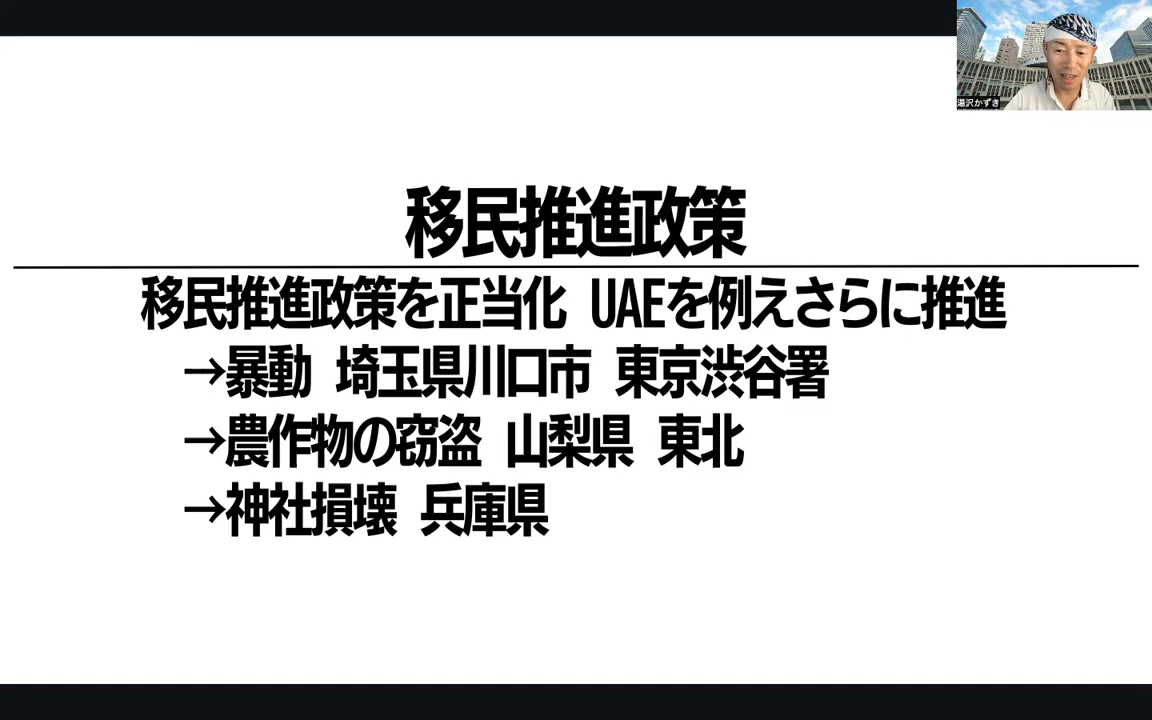 湯沢かずき
移民推進政策
移民推進政策を正当化 UAEを例えさらに推進
→暴動 埼玉県川口市 東京渋谷署
→農作物の窃盗 山梨県 東北
→神社損壊 兵庫県